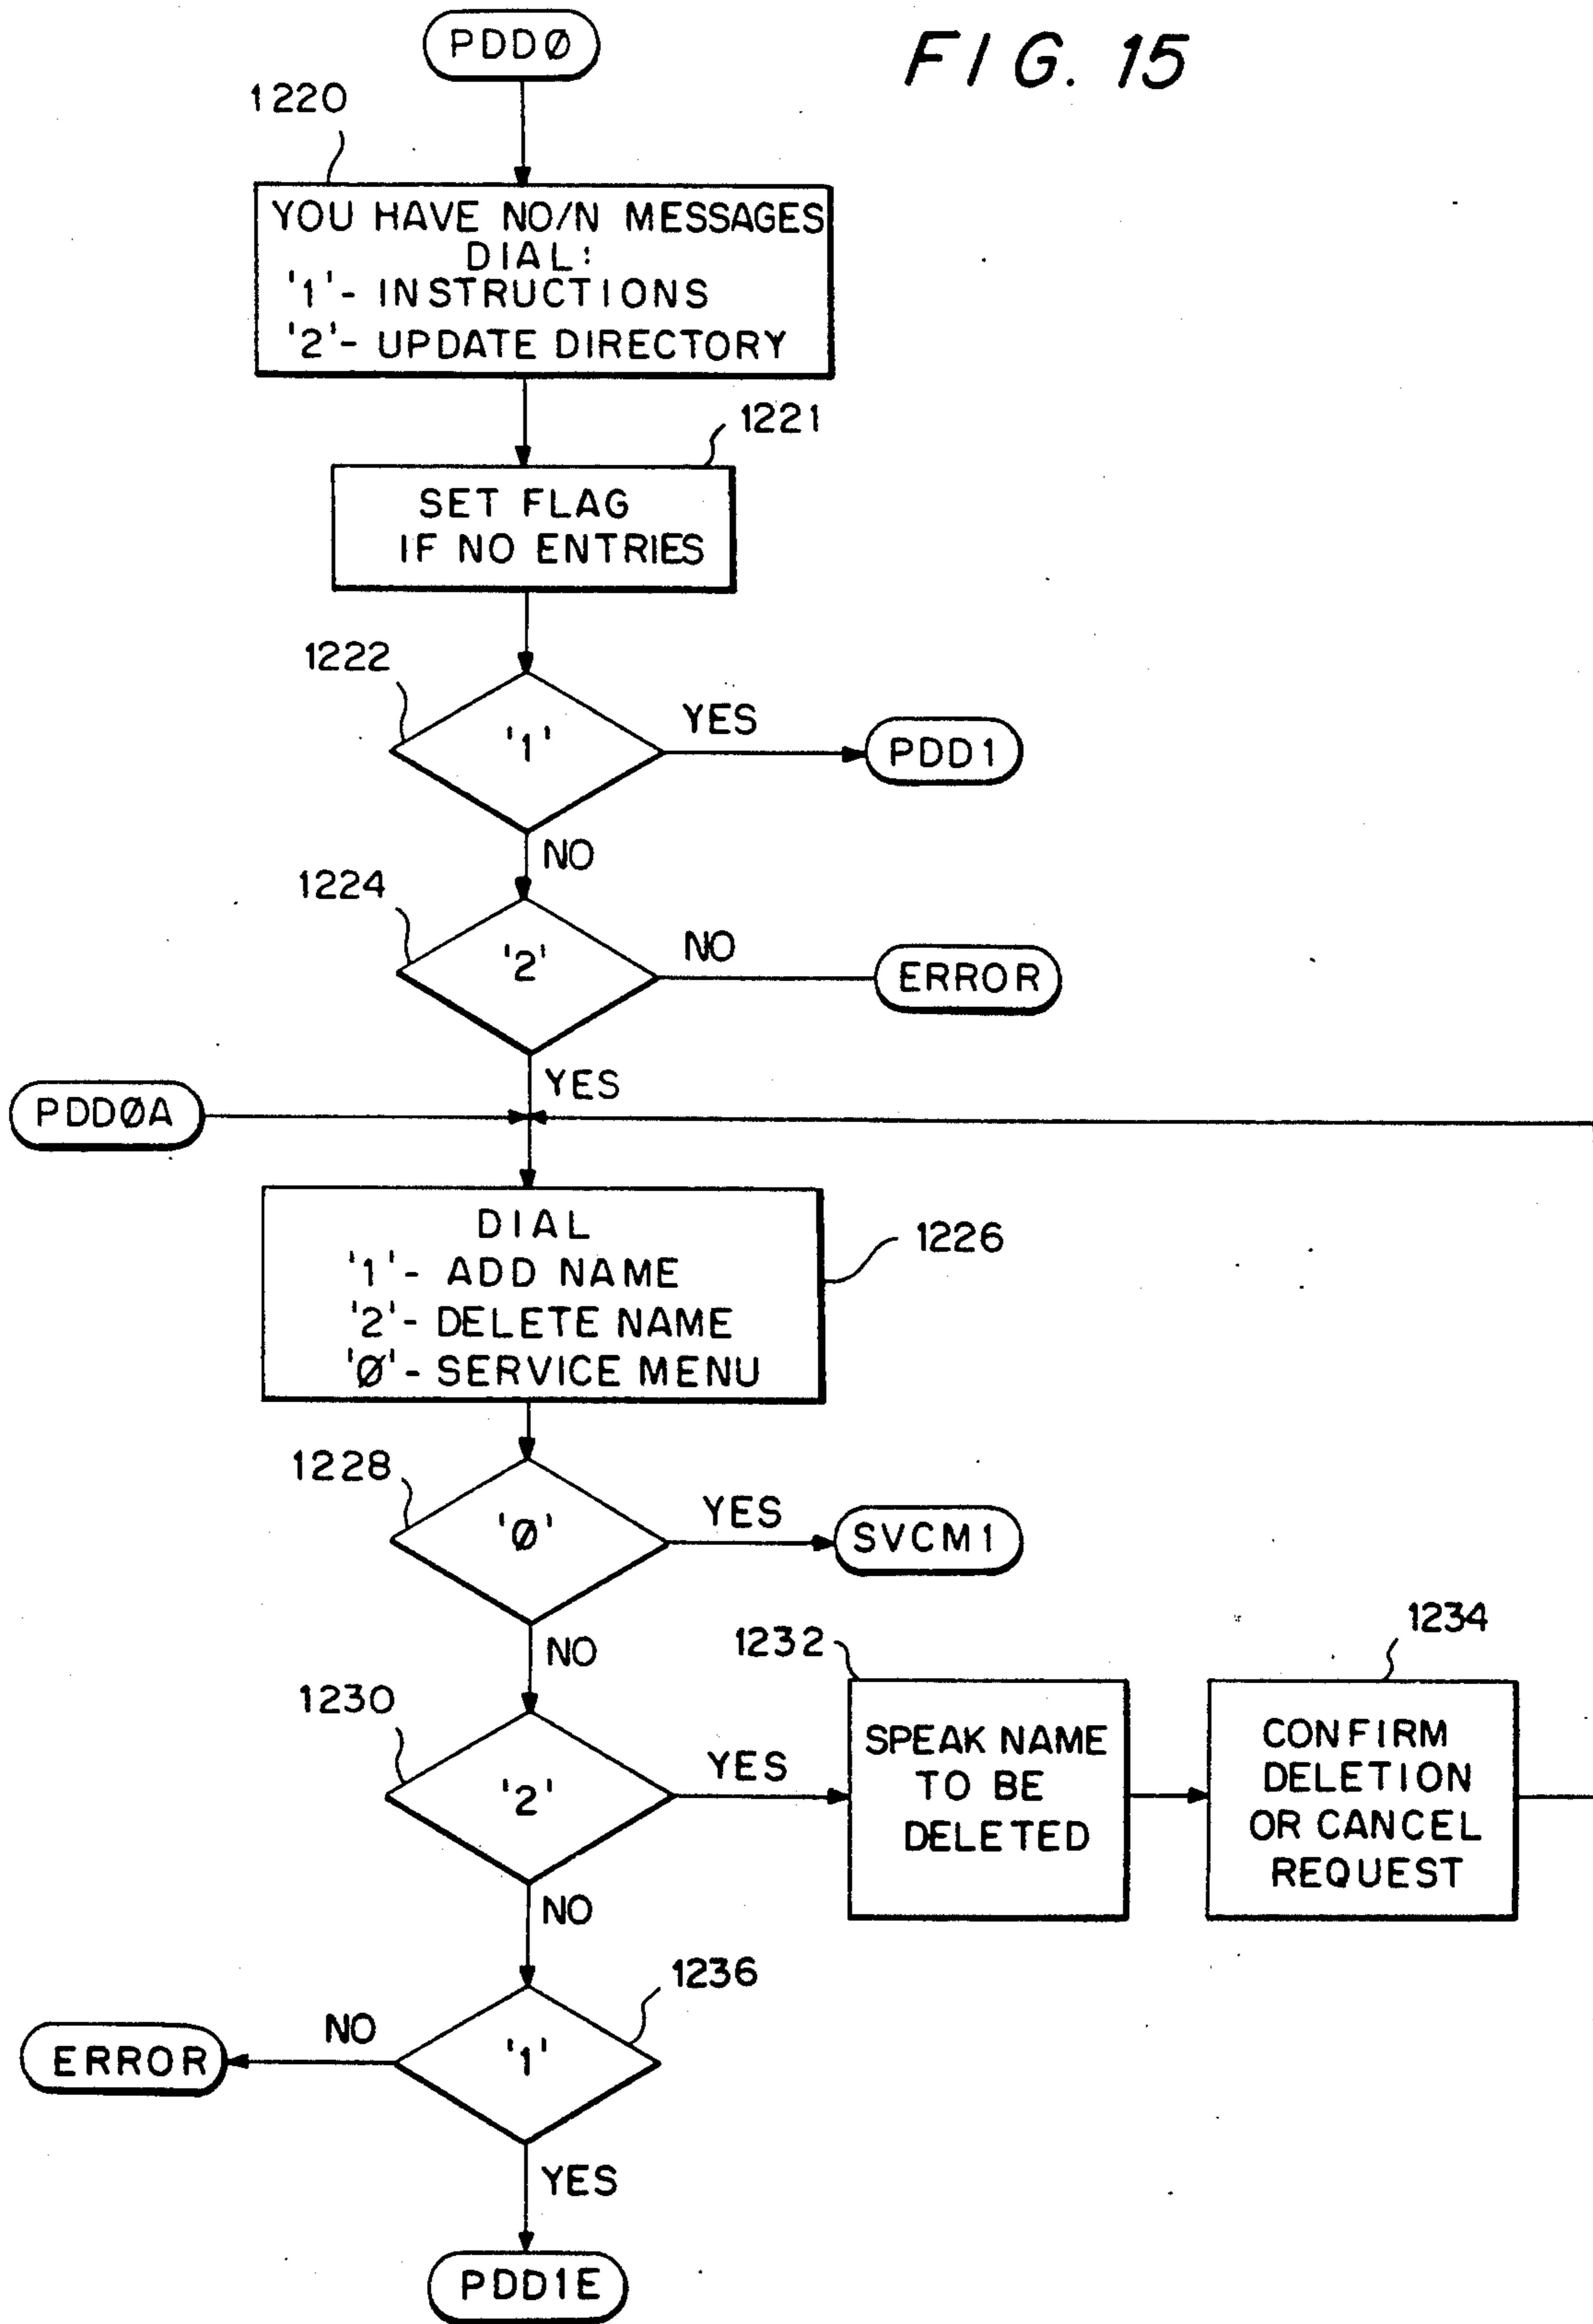 PDDØ
FIG. 15
1220
YOU HAVE NO/N MESSAGES
DIAL:
'1'- INSTRUCTIONS
'2'- UPDATE DIRECTORY
1221
SET FLAG
IF NO ENTRIES
1222
'1'
YES
PDD1
NO
1224
'2'
NO
ERROR
YES
PDDØA
DIAL
'1'- ADD NAME
'2'- DELETE NAME
'Ø'- SERVICE MENU
1226
1228
'Ø'
YES
SVCM1
NO
1230
'2'
YES
1232
SPEAK NAME
TO BE
DELETED
1234
CONFIRM
DELETION
OR CANCEL
REQUEST
NO
1236
'1'
NO
ERROR
YES
PDD1E